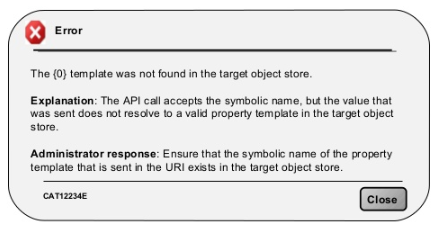 Error
The {0} template was not found in the target object store.
Explanation: The API call accepts the symbolic name, but the value that
was sent does not resolve to a valid property template in the target object
store.
Administrator response: Ensure that the symbolic name of the property
template that is sent in the URI exists in the target object store.
CAT12234E
Close